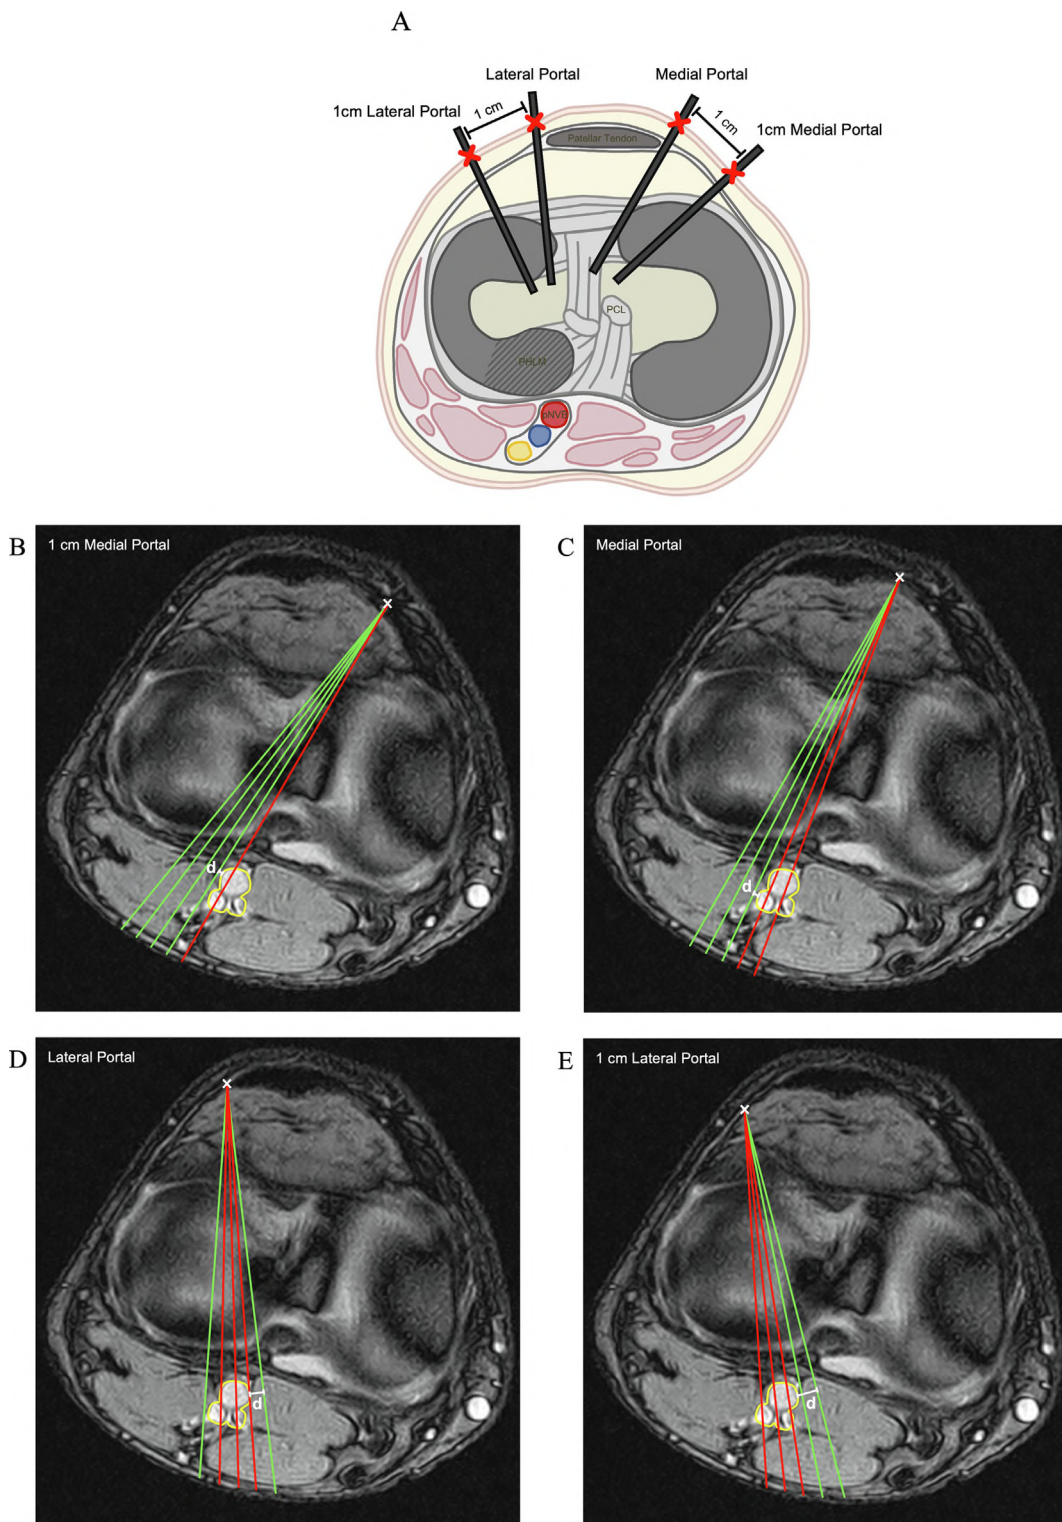 A
Lateral Portal
Medial Portal
1cm Lateral Portal
1 cm
1 cm
1cm Medial Portal
Patellar Tendon
PCL
PHLM
pNVB
B
1 cm Medial Portal
d
C
Medial Portal
d
D
Lateral Portal
d
E
1 cm Lateral Portal
d